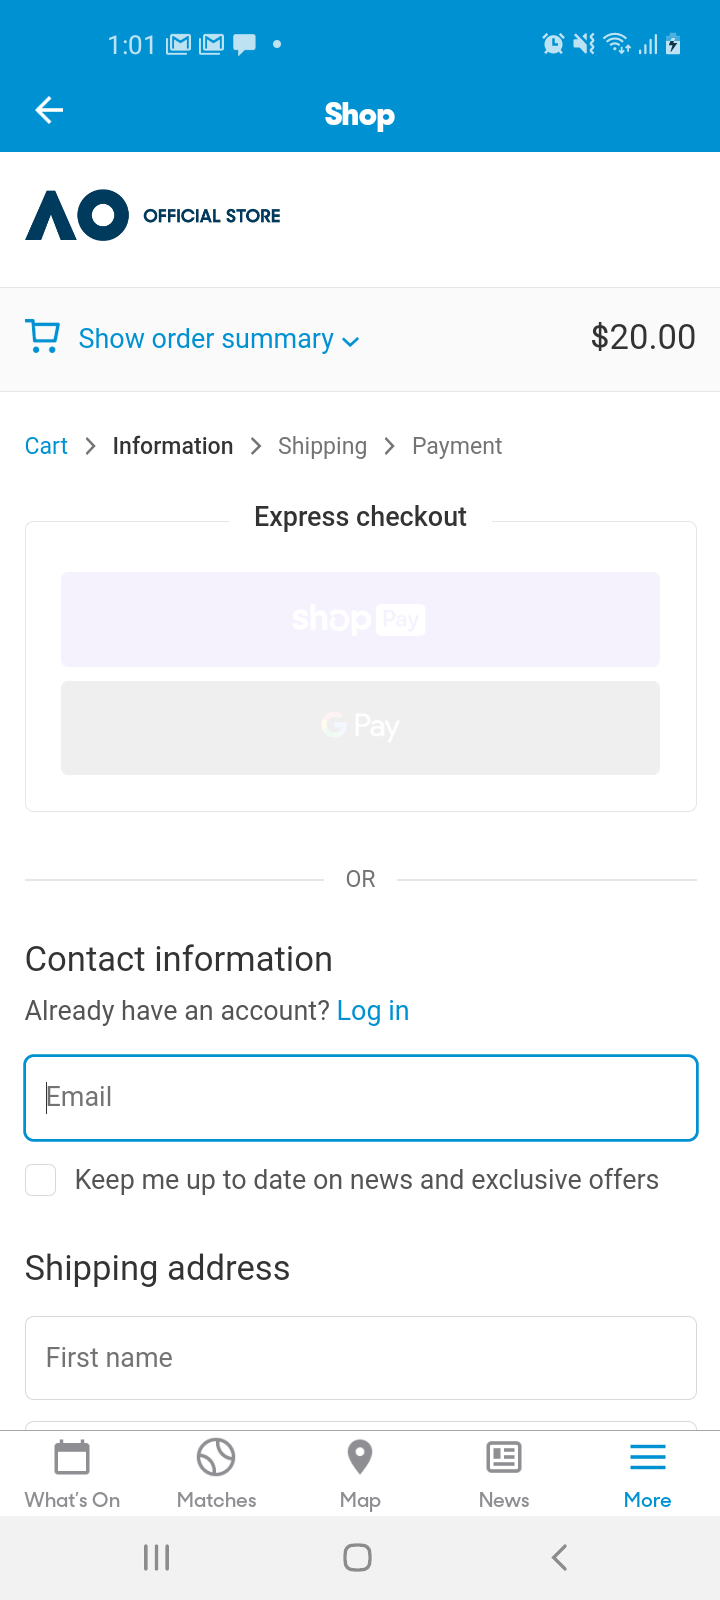 1:01
Shop
AO OFFICIAL STORE
Show order summary
$20.00
Cart > Information > Shipping > Payment
Express checkout
shop Pay
G Pay
OR
Contact information
Already have an account? Log in
Email
Keep me up to date on news and exclusive offers
Shipping address
First name
What's On Matches Map News More